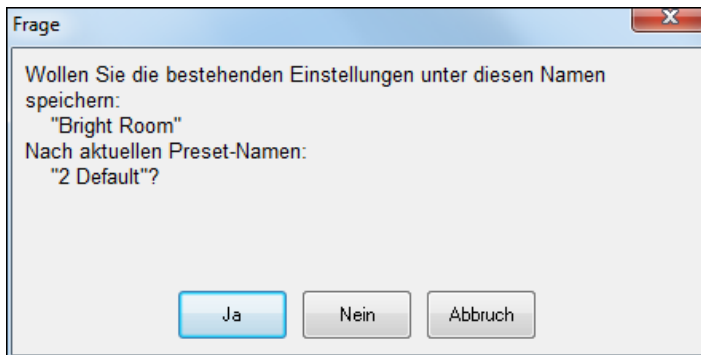 Frage
Wollen Sie die bestehenden Einstellungen unter diesen Namen
speichern:
"Bright Room"
Nach aktuellen Preset-Namen:
"2 Default"?
Ja
Nein
Abbruch